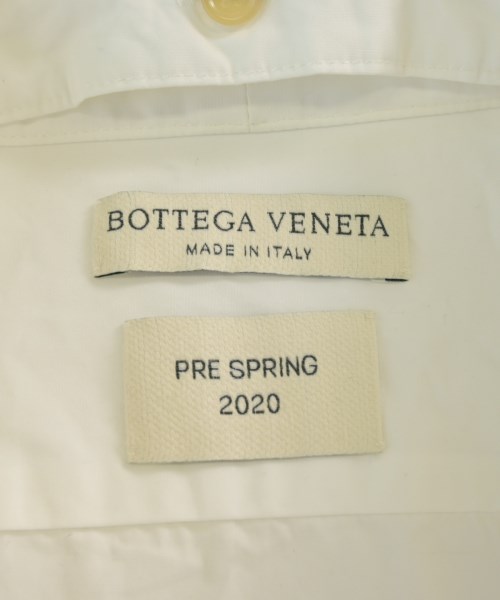 BOTTEGA VENETA
MADE IN ITALY
PRE SPRING
2020